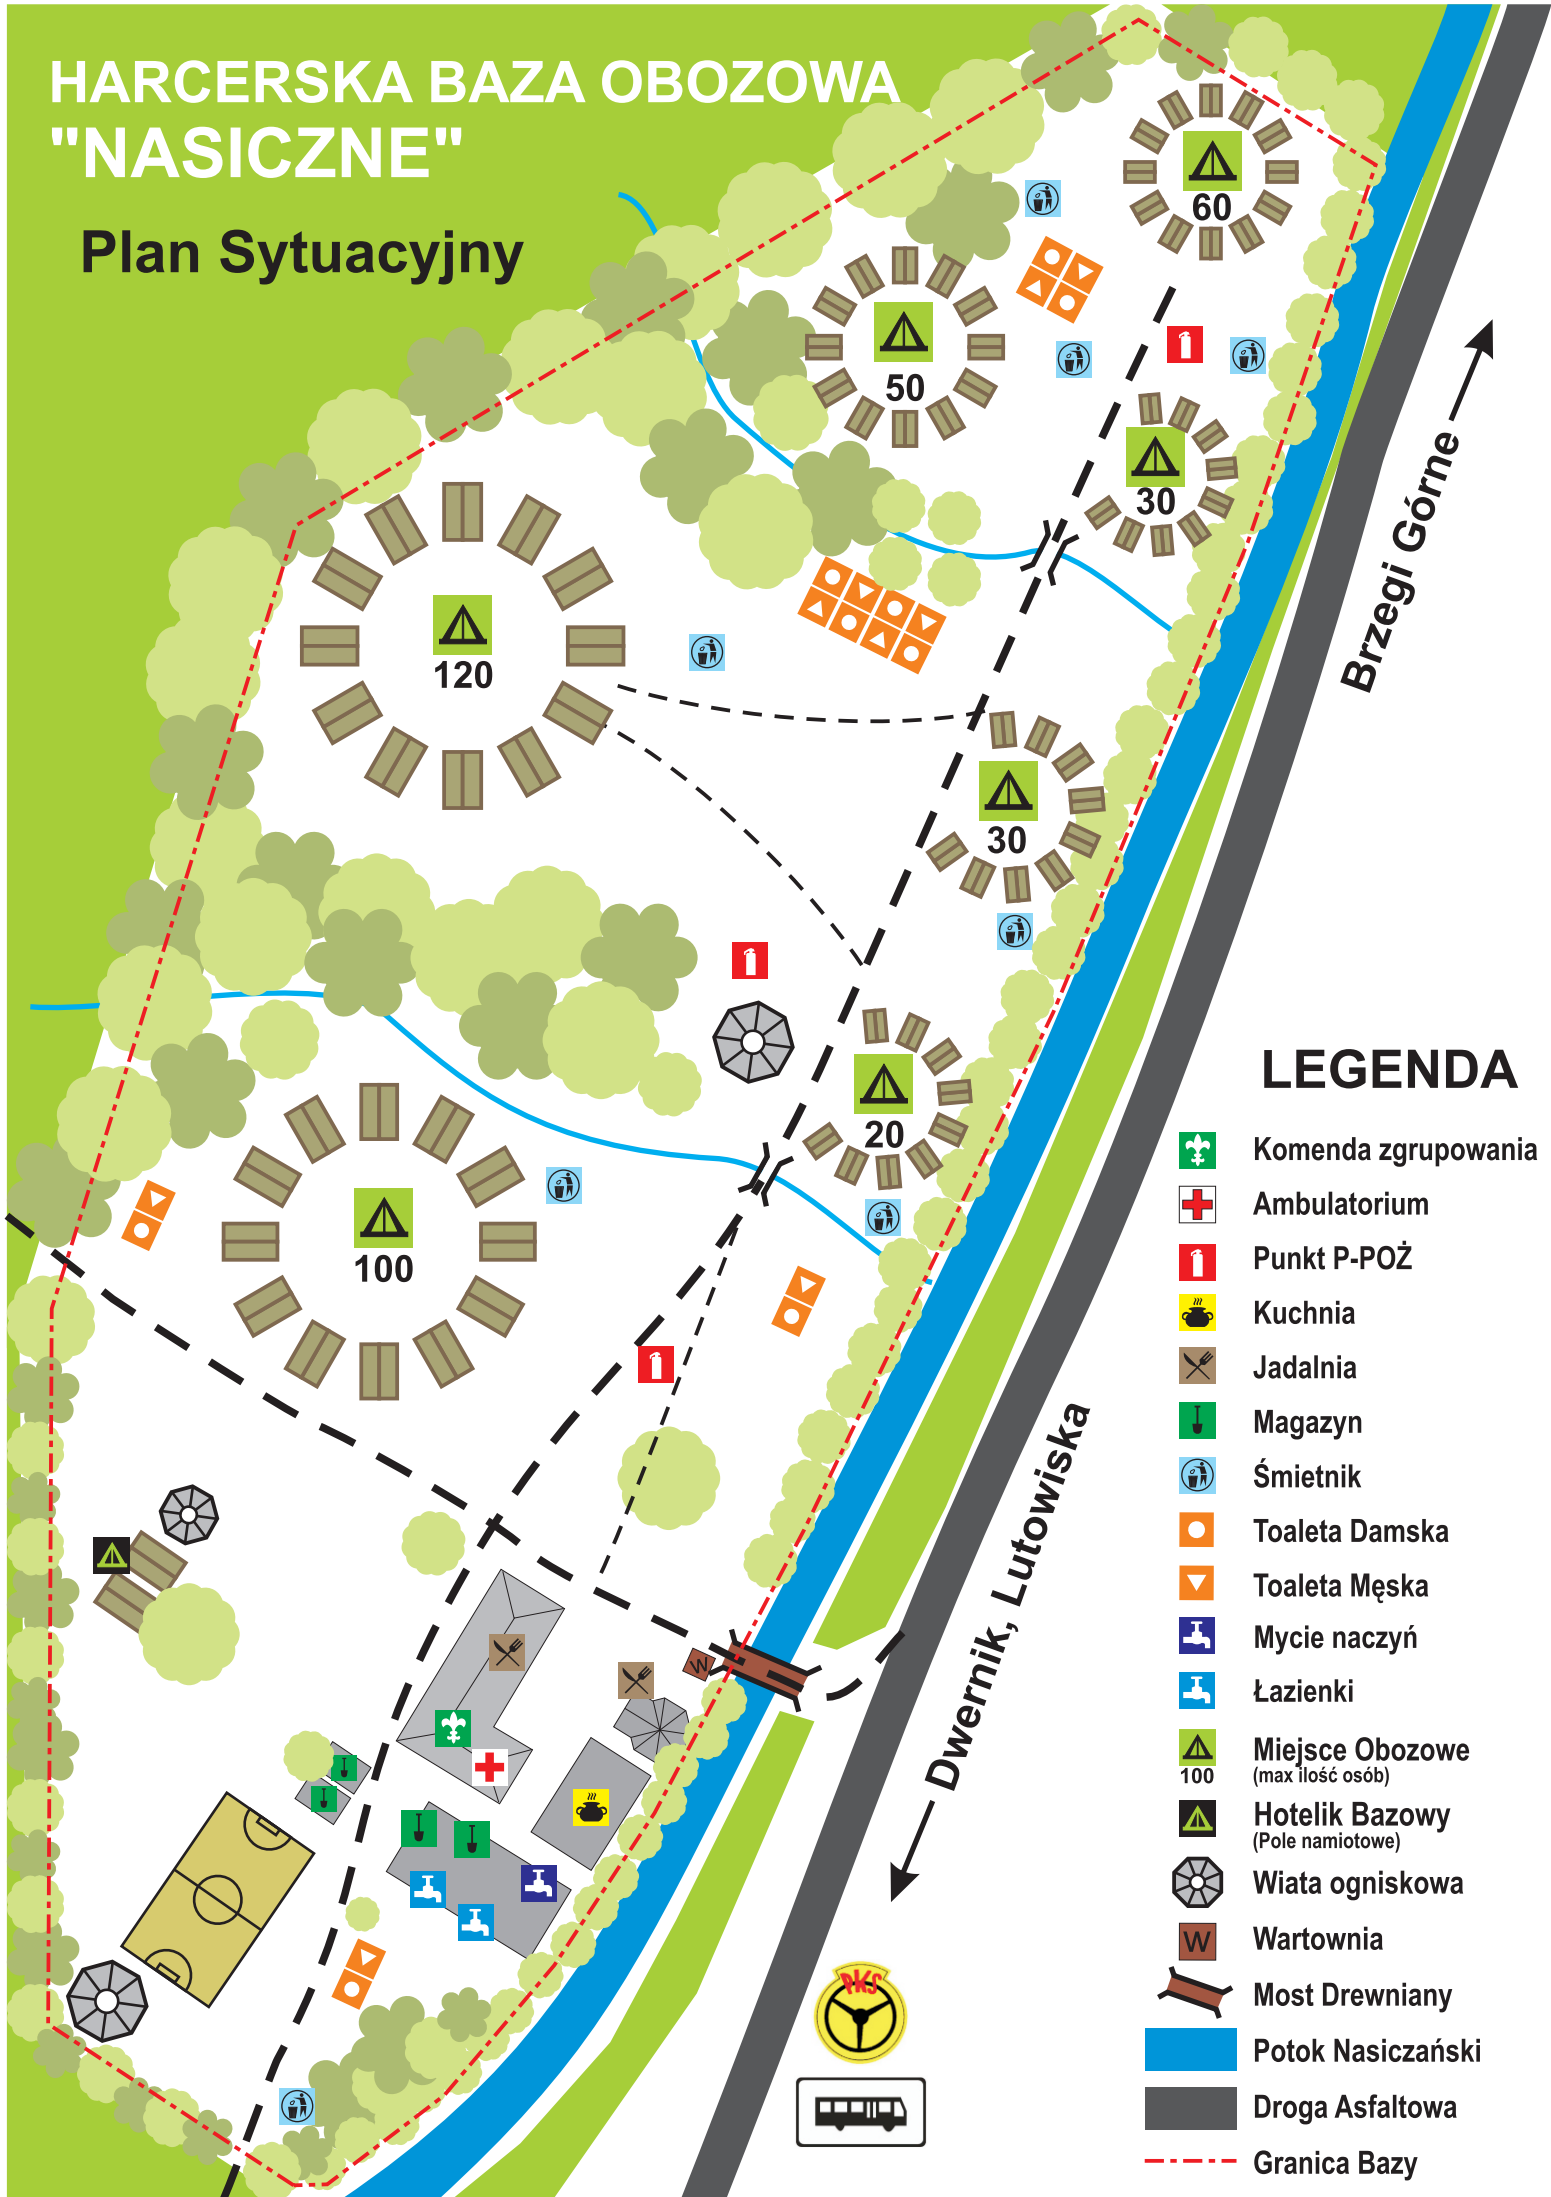 HARCERSKA BAZA OBOZOWA
"NASICZNE"
Plan Sytuacyjny
60
50
30
120
30
20
100
Brzegi Górne
Dwernik, Lutowiska
W
PKS
LEGENDA
Komenda zgrupowania
Ambulatorium
Punkt P-POŻ
Kuchnia
Jadalnia
Magazyn
Śmietnik
Toaleta Damska
Toaleta Męska
Mycie naczyń
Łazienki
Miejsce Obozowe
100 (max ilość osób)
Hotelik Bazowy
(Pole namiotowe)
Wiata ogniskowa
W Wartownia
Most Drewniany
Potok Nasiczański
Droga Asfaltowa
Granica Bazy